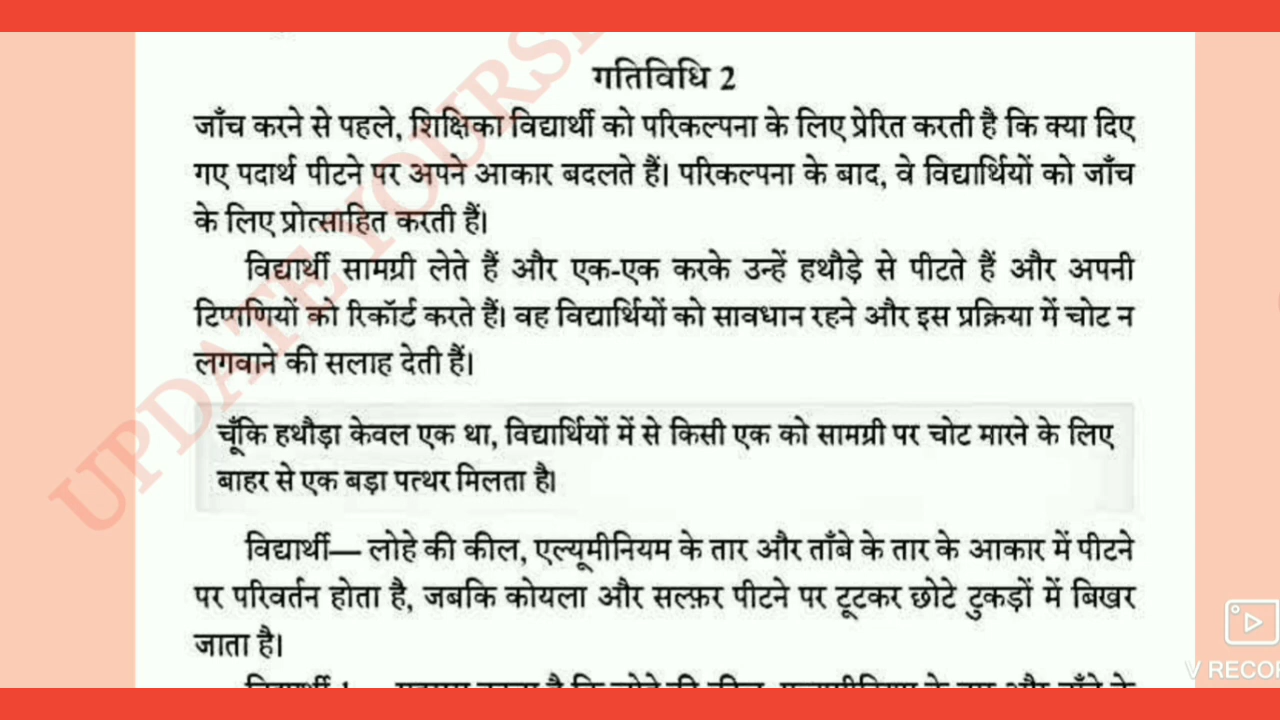 गतिविधि 2
जाँच करने से पहले, शिक्षिका विद्यार्थी को परिकल्पना के लिए प्रेरित करती है कि क्या दिए
गए पदार्थ पीटने पर अपने आकार बदलते हैं। परिकल्पना के बाद, वे विद्यार्थियों को जाँच
के लिए प्रोत्साहित करती हैं।
विद्यार्थी सामग्री लेते हैं और एक-एक करके उन्हें हथौड़े से पीटते हैं और अपनी
टिप्पणियों को रिकॉर्ट करते हैं। वह विद्यार्थियों को सावधान रहने और इस प्रक्रिया में चोट न
लगवाने की सलाह देती हैं।
चूँकि हथौड़ा केवल एक था, विद्यार्थियों में से किसी एक को सामग्री पर चोट मारने के लिए
बाहर से एक बड़ा पत्थर मिलता है।
विद्यार्थी— लोहे की कील, एल्यूमीनियम के तार और ताँबे के तार के आकार में पीटने
पर परिवर्तन होता है, जबकि कोयला और सल्फ़र पीटने पर टूटकर छोटे टुकड़ों में बिखर
जाता है।
UPDATE YOURS
V RECOR